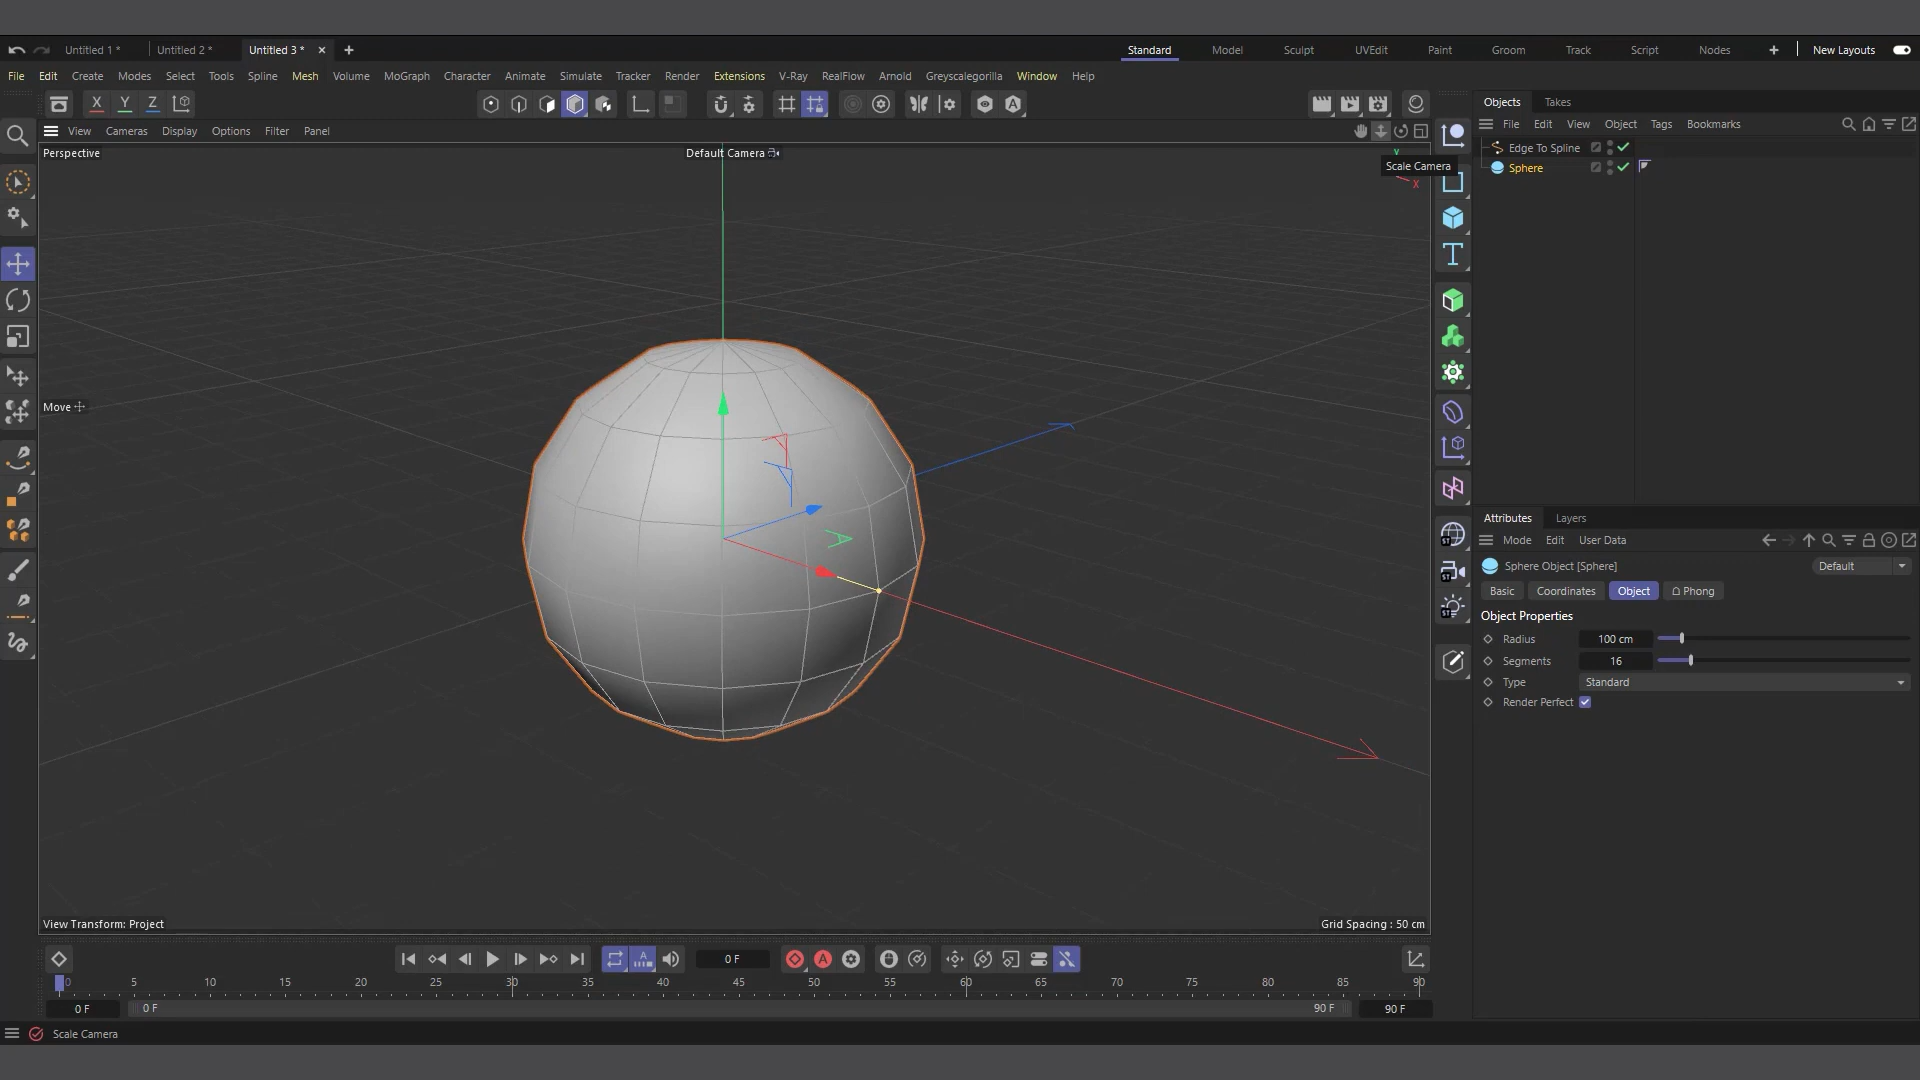 Untitled 1 *
Untitled 2 *
Untitled 3 *
Standard
Model
Sculpt
UVEdit
Paint
Groom
Track
Script
Nodes
New Layouts
File Edit Create Modes Select Tools Spline Mesh Volume MoGraph Character Animate Simulate Tracker Render Extensions V-Ray RealFlow Arnold Greyscalegorilla Window Help
X Y Z
Objects Takes
View Cameras Display Options Filter Panel
File Edit View Object Tags Bookmarks
Perspective
Default Camera
Y
X
Scale Camera
Edge To Spline
Sphere
Move
View Transform: Project
Grid Spacing : 50 cm
Attributes Layers
Mode Edit User Data
Sphere Object [Sphere]
Default
Basic Coordinates Object Phong
Object Properties
Radius 100 cm
Segments 16
Type Standard
Render Perfect
0 F
0 5 10 15 20 25 30 35 40 45 50 55 60 65 70 75 80 85 90
0 F
0 F
90 F
90 F
Scale Camera